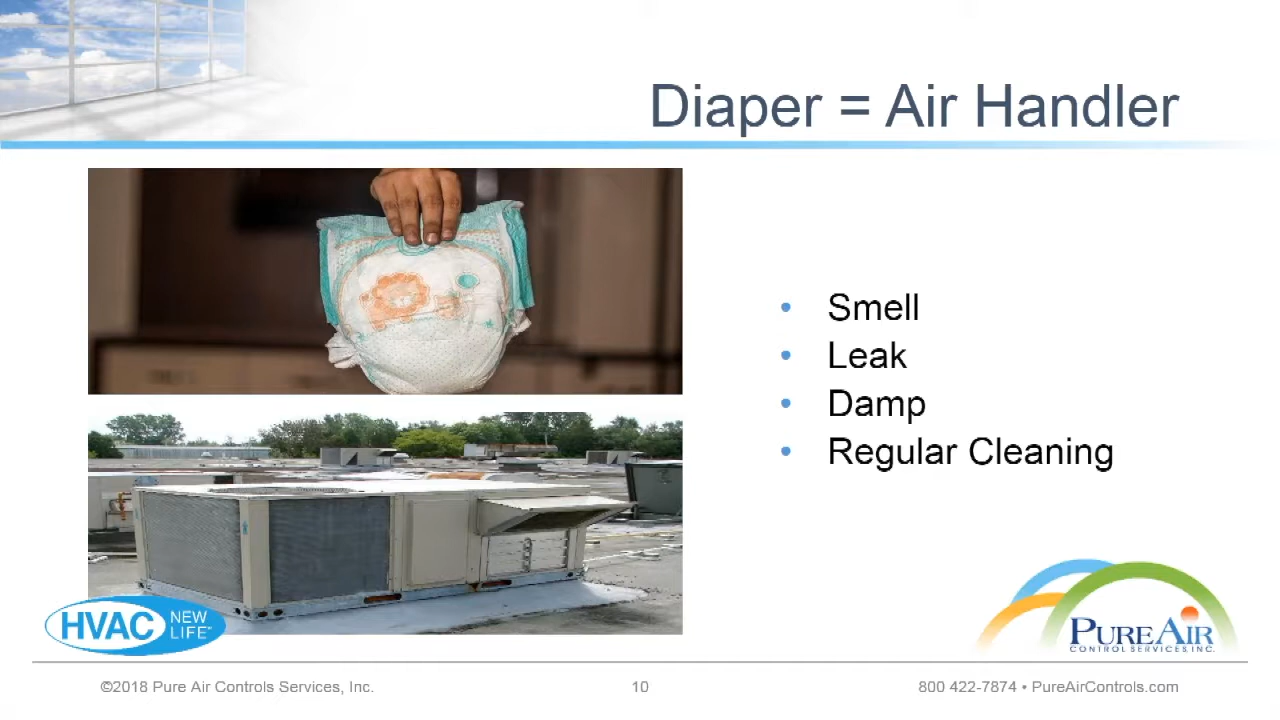 Diaper = Air Handler
• Smell
• Leak
• Damp
• Regular Cleaning
HVAC NEW LIFE™
PUREAIR
CONTROL SERVICES, INC.
©2018 Pure Air Controls Services, Inc.
10
800 422-7874 • PureAirControls.com